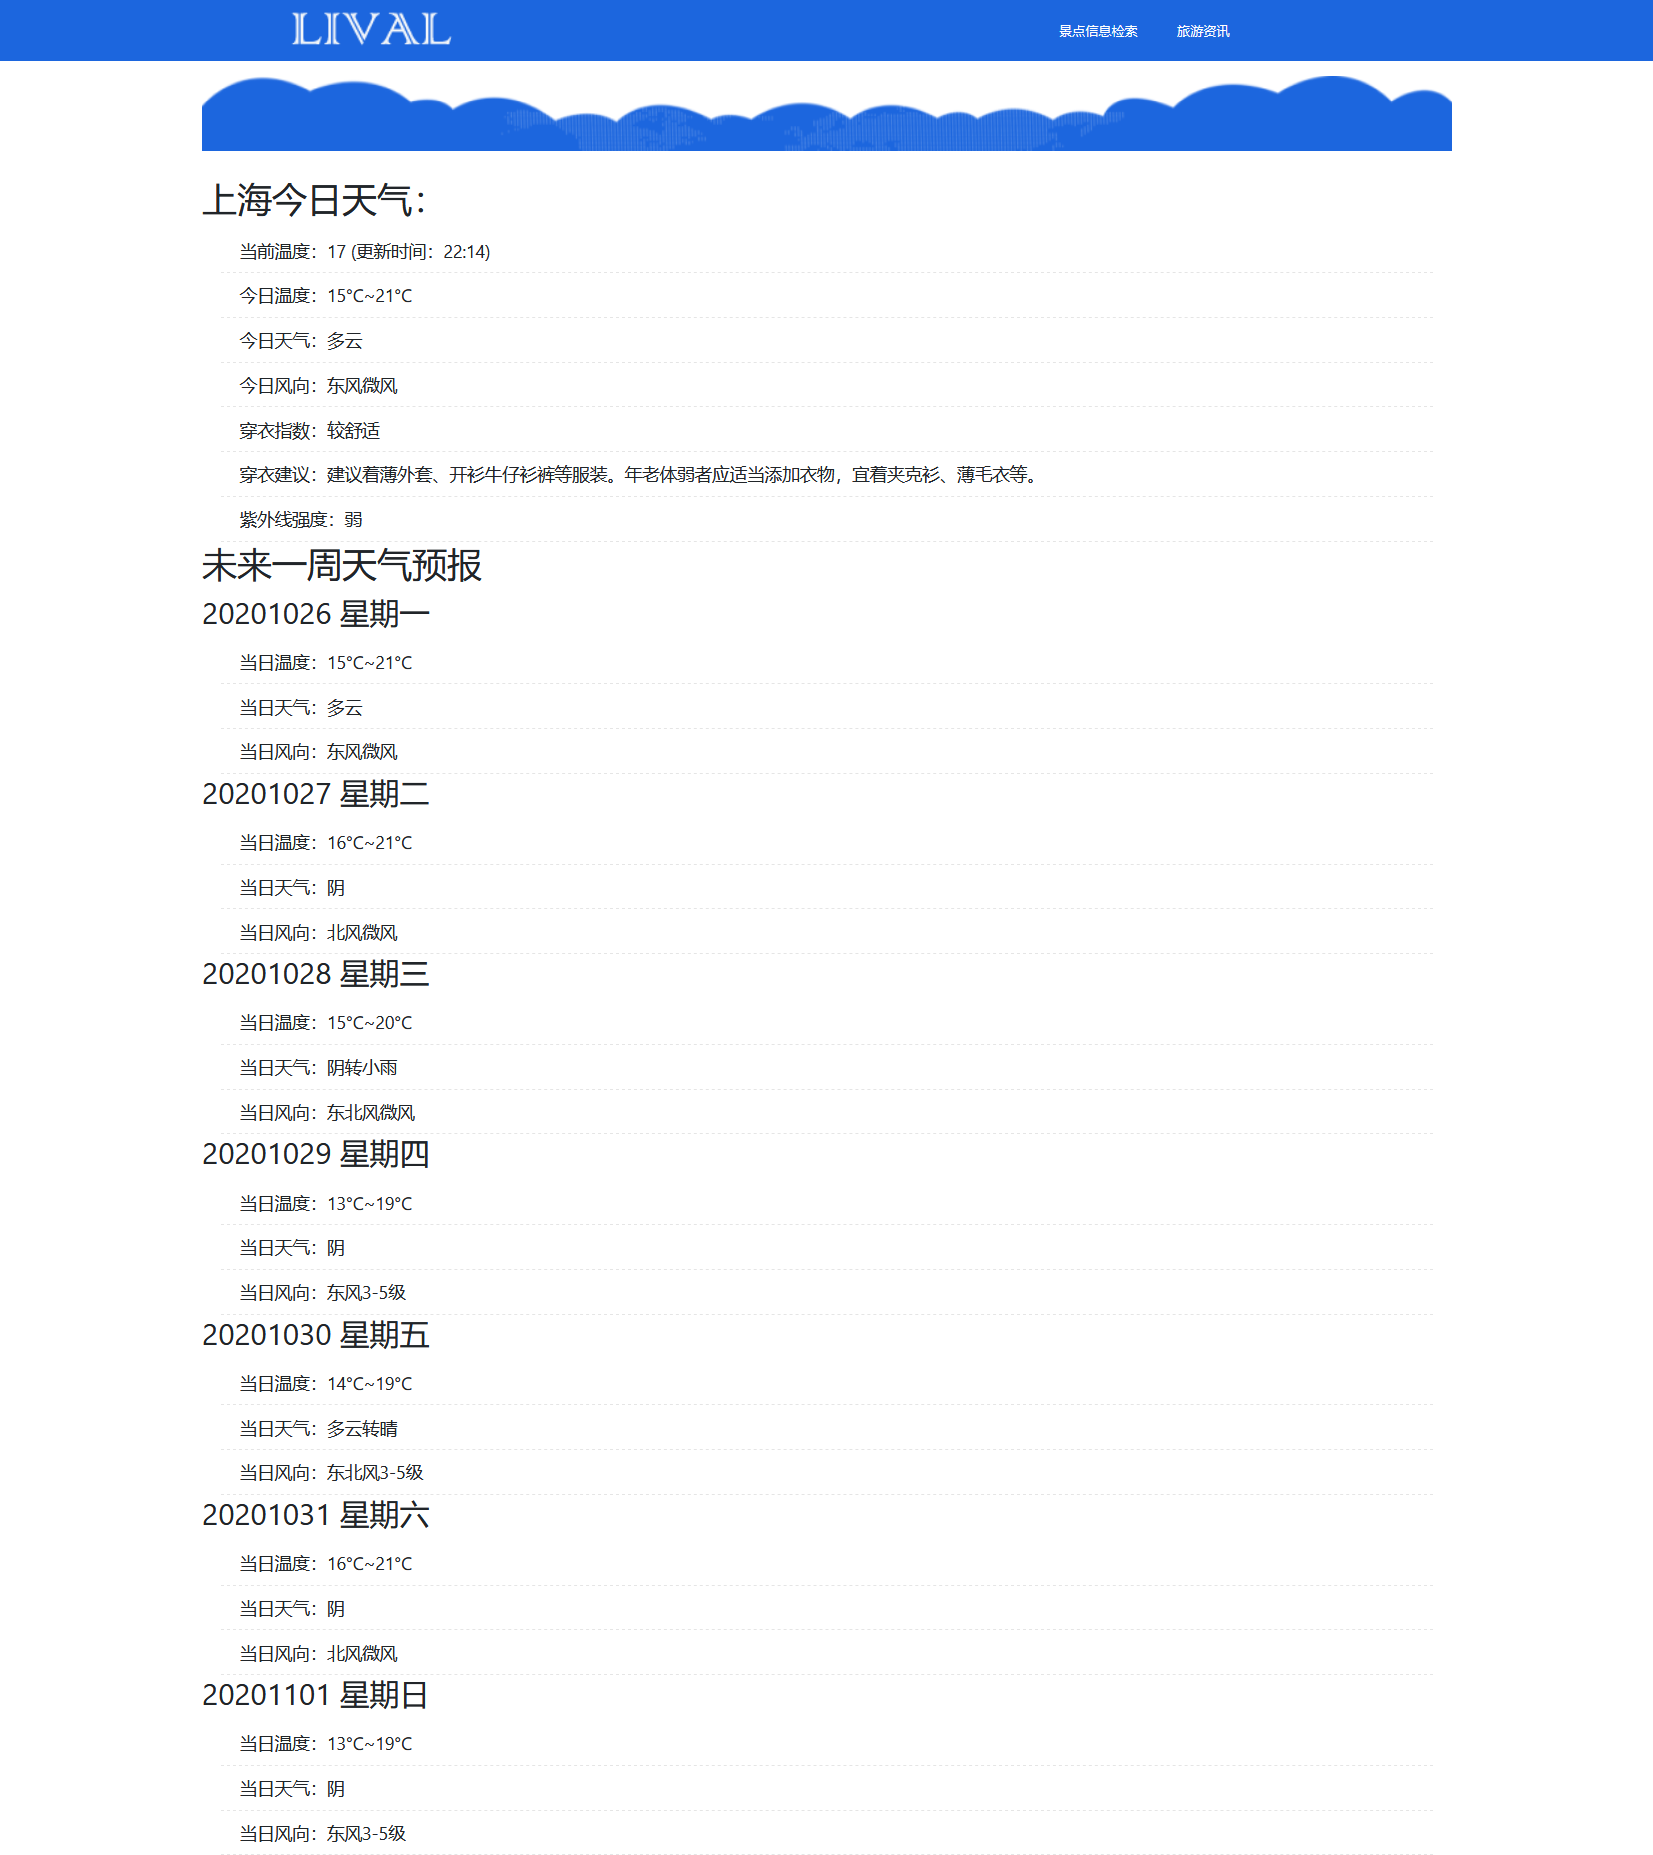 LIVAL
景点信息检索 旅游资讯
上海今日天气：
当前温度：17 (更新时间：22:14)
今日温度：15°C~21°C
今日天气：多云
今日风向：东风微风
穿衣指数：较舒适
穿衣建议：建议着薄外套、开衫牛仔衫裤等服装。年老体弱者应适当添加衣物，宜着夹克衫、薄毛衣等。
紫外线强度：弱
未来一周天气预报
20201026 星期一
当日温度：15°C~21°C
当日天气：多云
当日风向：东风微风
20201027 星期二
当日温度：16°C~21°C
当日天气：阴
当日风向：北风微风
20201028 星期三
当日温度：15°C~20°C
当日天气：阴转小雨
当日风向：东北风微风
20201029 星期四
当日温度：13°C~19°C
当日天气：阴
当日风向：东风3-5级
20201030 星期五
当日温度：14°C~19°C
当日天气：多云转晴
当日风向：东北风3-5级
20201031 星期六
当日温度：16°C~21°C
当日天气：阴
当日风向：北风微风
20201101 星期日
当日温度：13°C~19°C
当日天气：阴
当日风向：东风3-5级